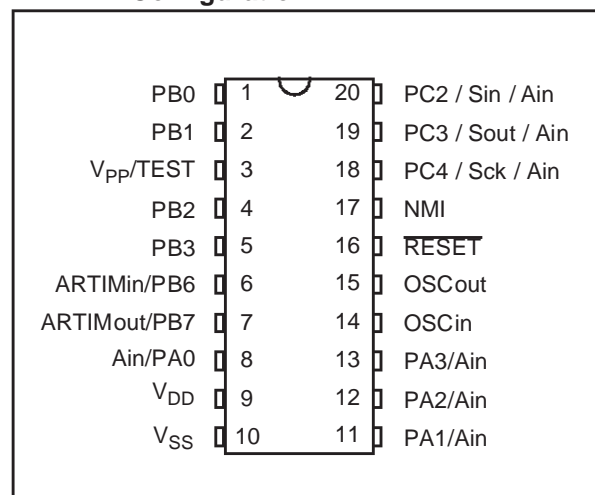 PB0 1 20 PC2 / Sin / Ain
PB1 2 19 PC3 / Sout / Ain
VPP/TEST 3 18 PC4 / Sck / Ain
PB2 4 17 NMI
PB3 5 16 RESET
ARTIMin/PB6 6 15 OSCout
ARTIMout/PB7 7 14 OSCin
Ain/PA0 8 13 PA3/Ain
VDD 9 12 PA2/Ain
VSS 10 11 PA1/Ain